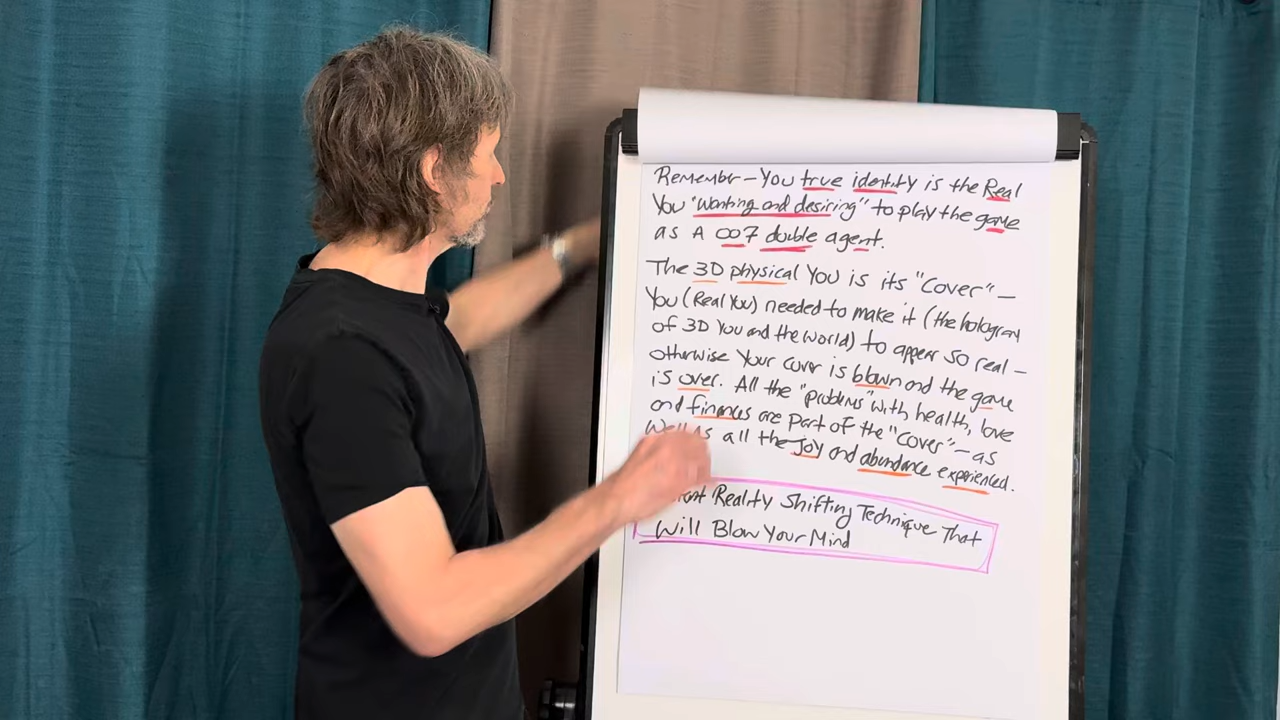 Remember – You true identity is the Real
You "wanting and desiring" to play the game
as A 007 double agent.
The 3D physical You is its "Cover" –
You (Real You) needed to make it (the hologram
of 3D You and the world) to appear so real –
otherwise Your cover is blown and the game
is over. All the "problems" with health, love
and finances are part of the "Cover" – as
Well as all the Joy and abundance experienced.
Reality Shifting Technique That
Will Blow Your Mind